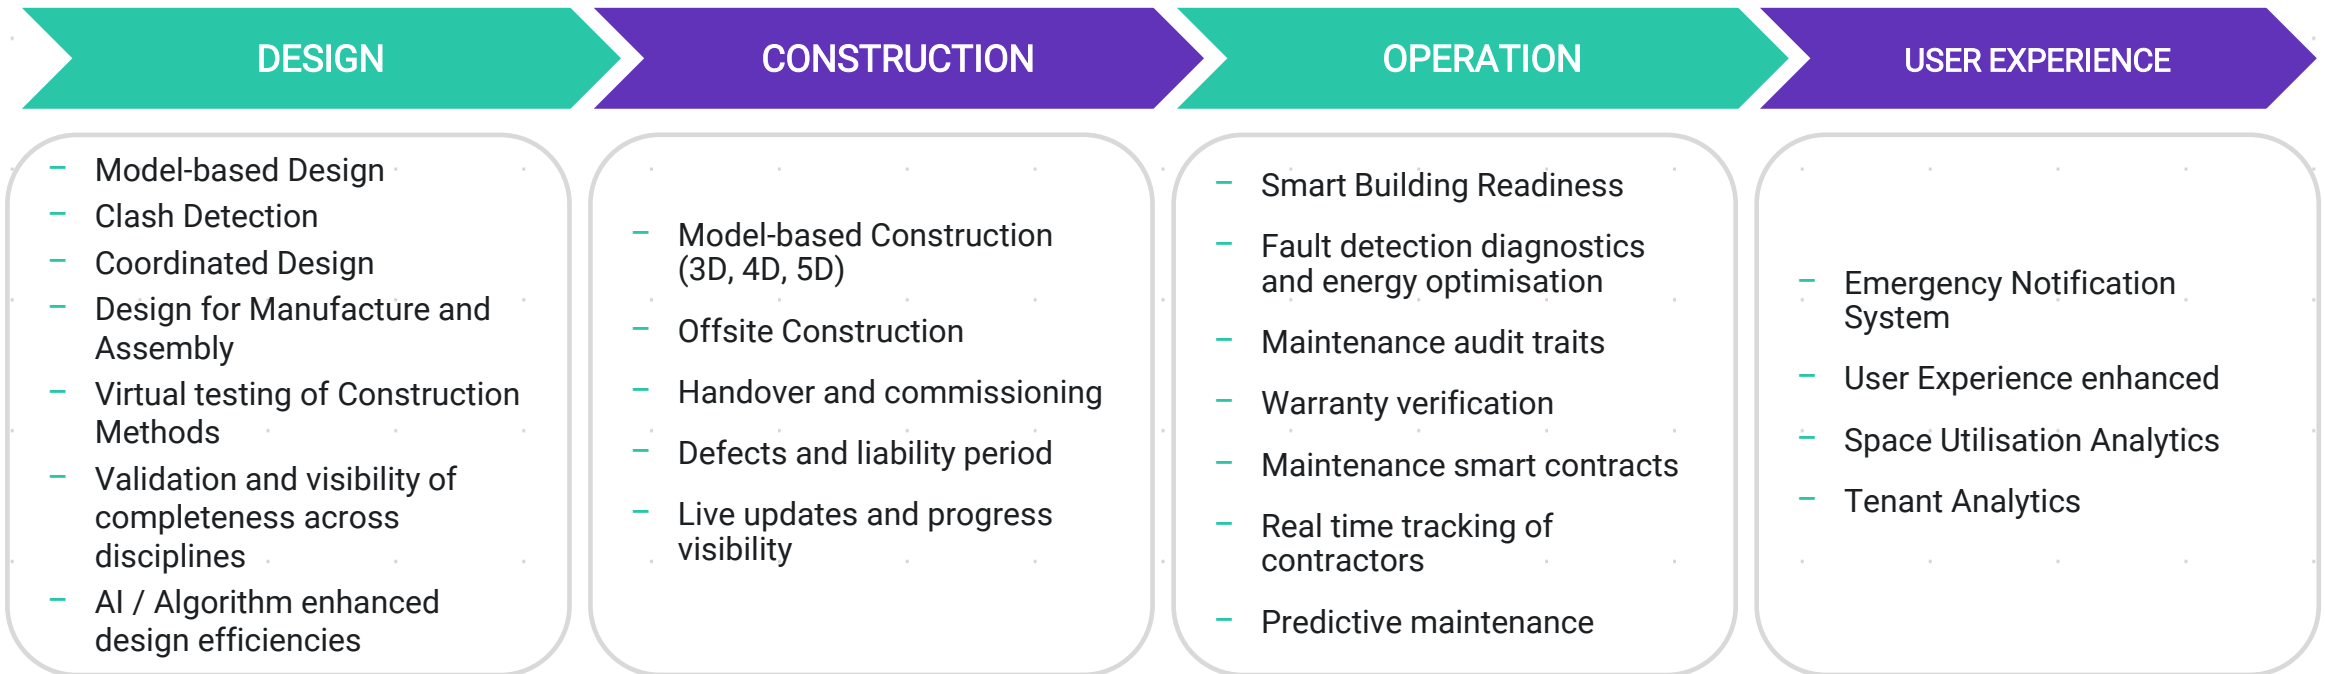 DESIGN
CONSTRUCTION
OPERATION
USER EXPERIENCE
– Model-based Design
– Clash Detection
– Coordinated Design
– Design for Manufacture and
Assembly
– Virtual testing of Construction
Methods
– Validation and visibility of
completeness across
disciplines
– AI / Algorithm enhanced
design efficiencies
– Model-based Construction
(3D, 4D, 5D)
– Offsite Construction
– Handover and commissioning
– Defects and liability period
– Live updates and progress
visibility
– Smart Building Readiness
– Fault detection diagnostics
and energy optimisation
– Maintenance audit traits
– Warranty verification
– Maintenance smart contracts
– Real time tracking of
contractors
– Predictive maintenance
– Emergency Notification
System
– User Experience enhanced
– Space Utilisation Analytics
– Tenant Analytics